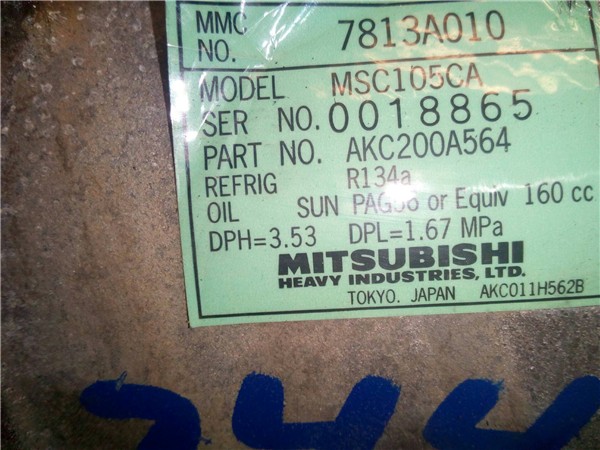 MMC NO. 7813A010
MODEL MSC105CA
SER NO. 0018865
PART NO. AKC200A564
REFRIG R134a
OIL SUN PAG56 or Equiv 160 cc
DPH=3.53 DPL=1.67 MPa
MITSUBISHI
HEAVY INDUSTRIES, LTD.
TOKYO. JAPAN AKC011H562B